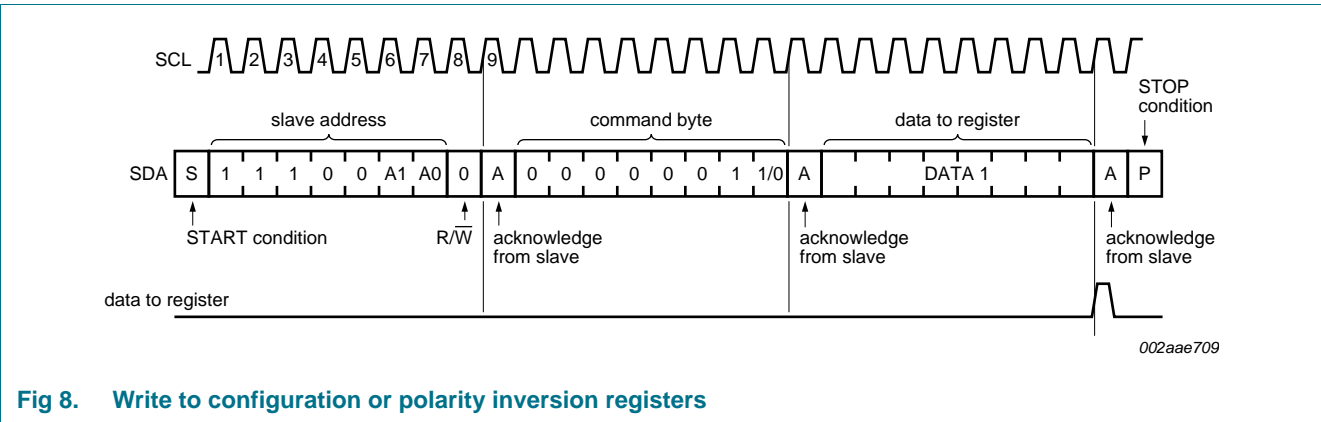 SCL 1 2 3 4 5 6 7 8 9
STOP
condition
slave address command byte data to register
SDA S 1 1 1 0 0 A1 A0 0 A 0 0 0 0 0 0 1 1/0 A DATA 1 A P
START condition R/W̅ acknowledge from slave acknowledge from slave acknowledge from slave
data to register
002aae709
Fig 8. Write to configuration or polarity inversion registers